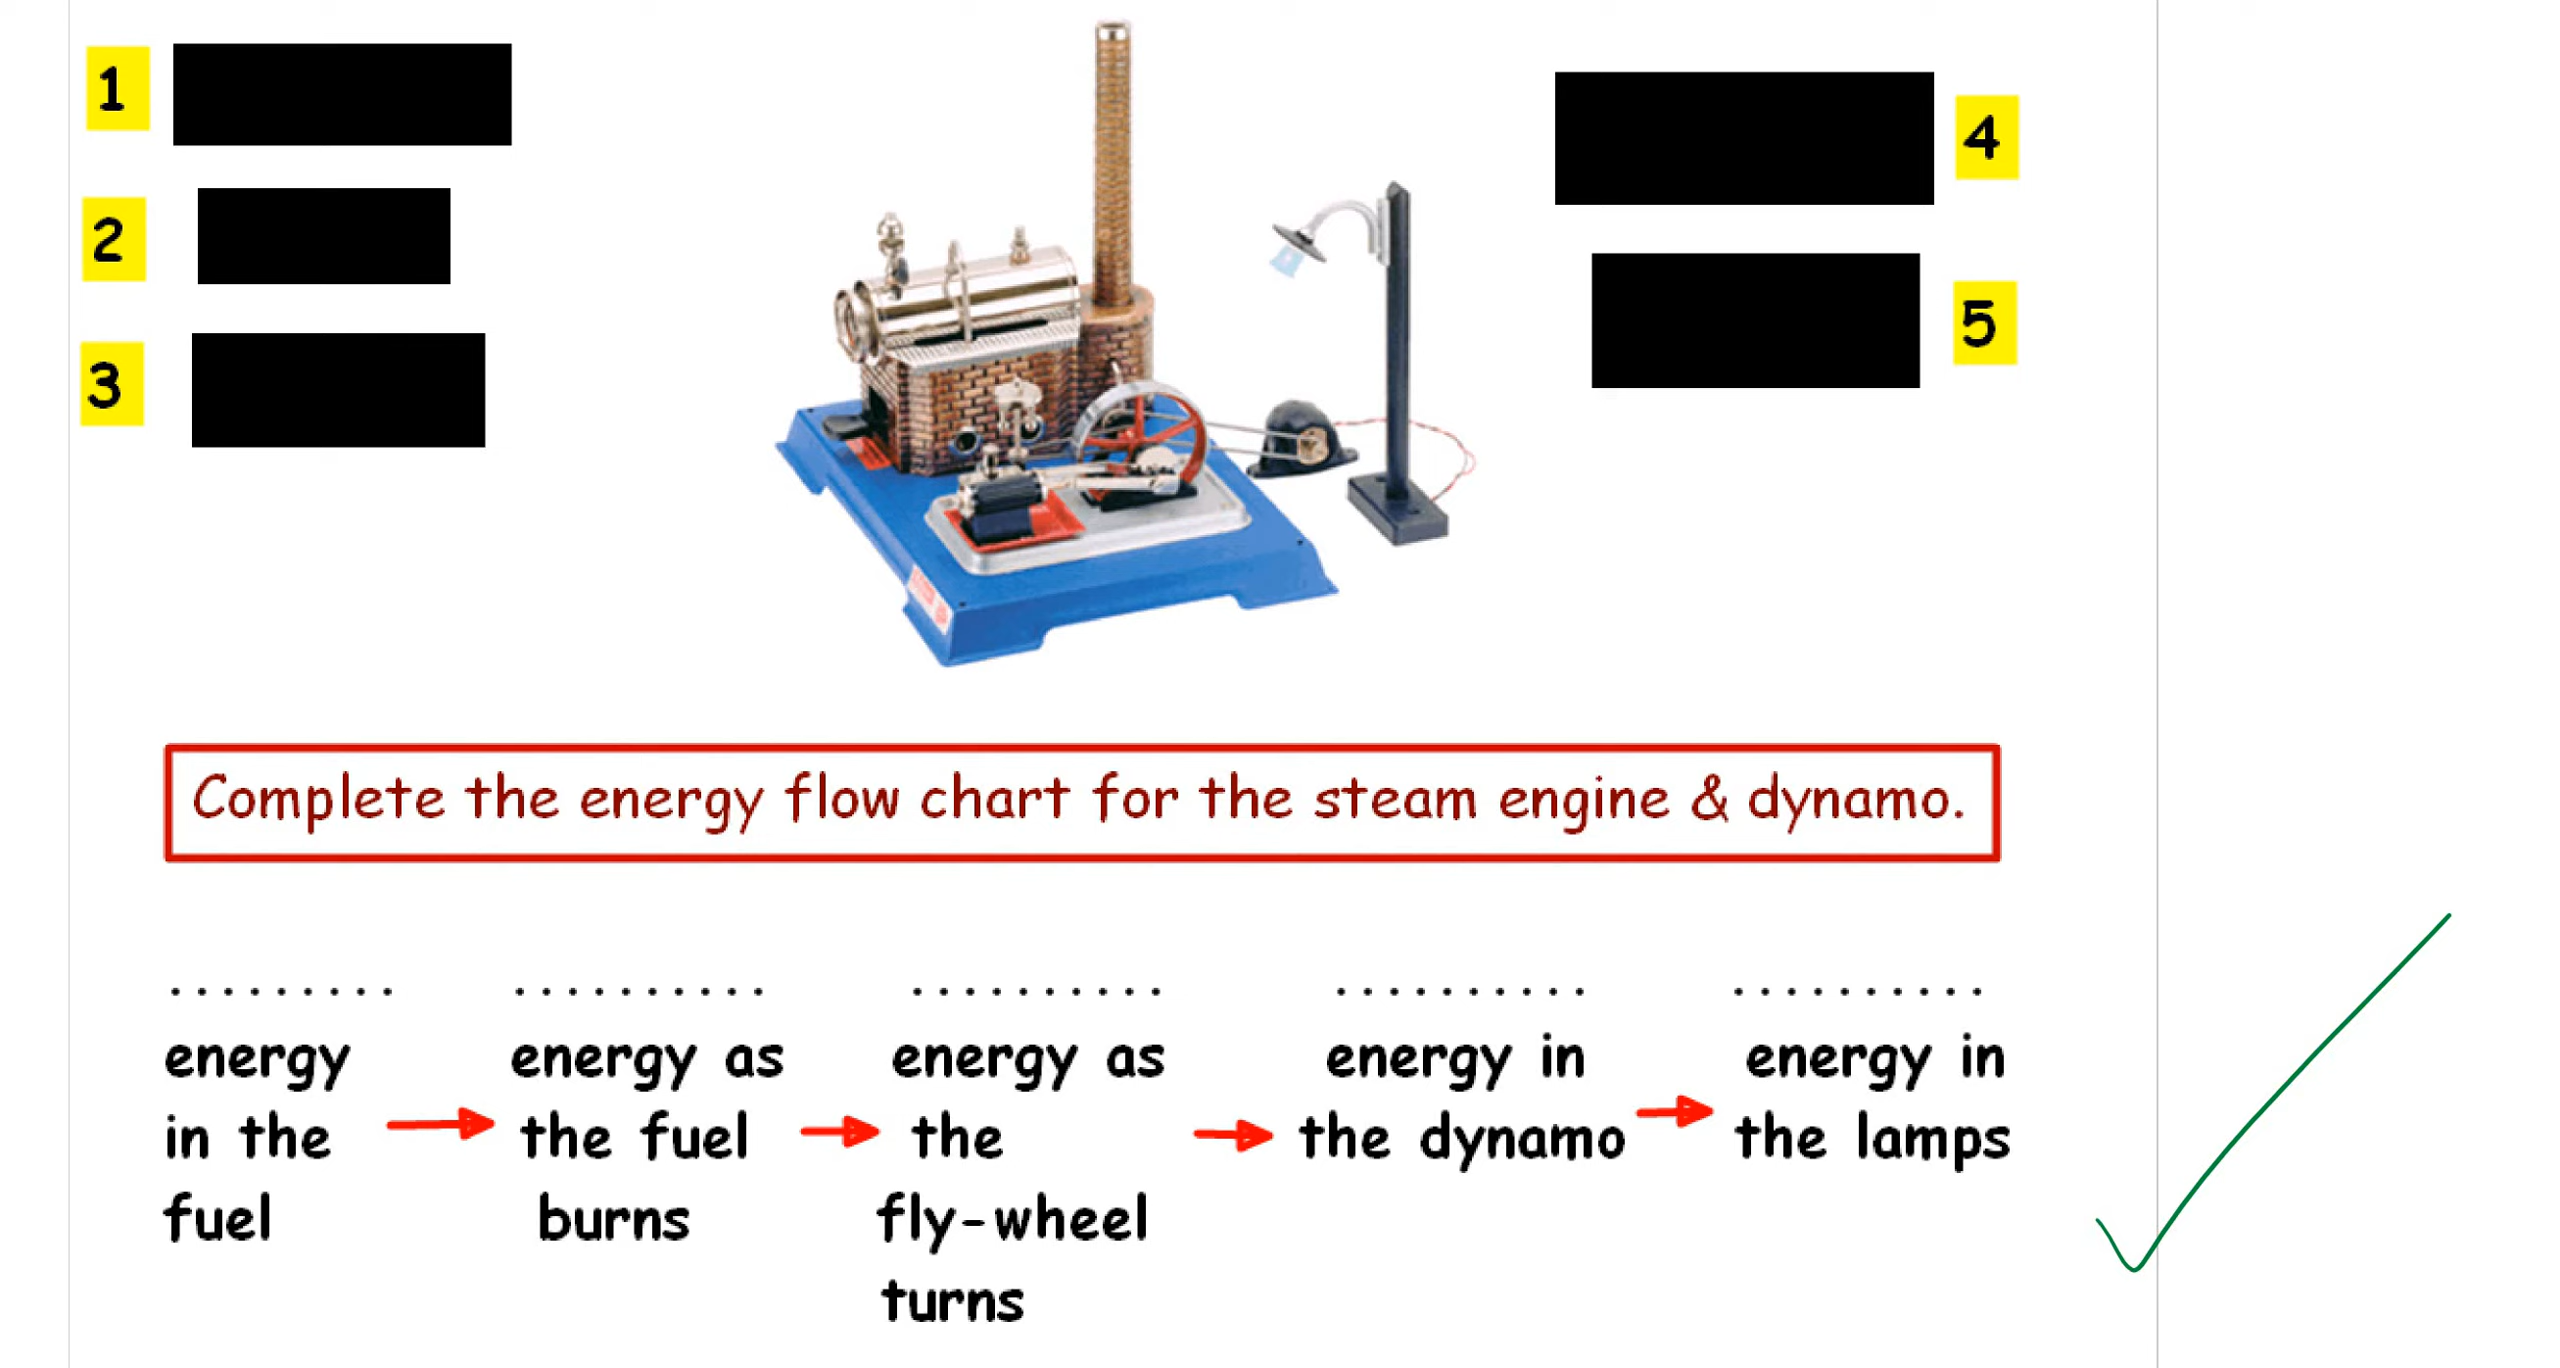 1
2
3
4
5
Complete the energy flow chart for the steam engine & dynamo.
.........
energy
in the
fuel
..........
energy as
the fuel
burns
..........
energy as
the
fly-wheel
turns
..........
energy in
the dynamo
..........
energy in
the lamps